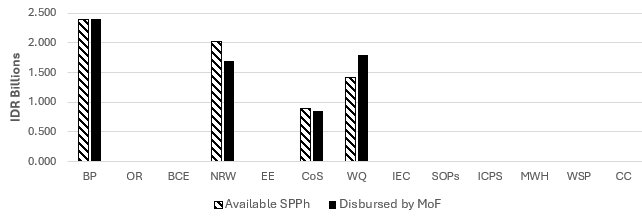 2.500
2.000
1.500
1.000
0.500
0.000
IDR Billions
BP OR BCE NRW EE CoS WQ IEC SOPs ICPS MWH WSP CC
Available SPPh Disbursed by MoF